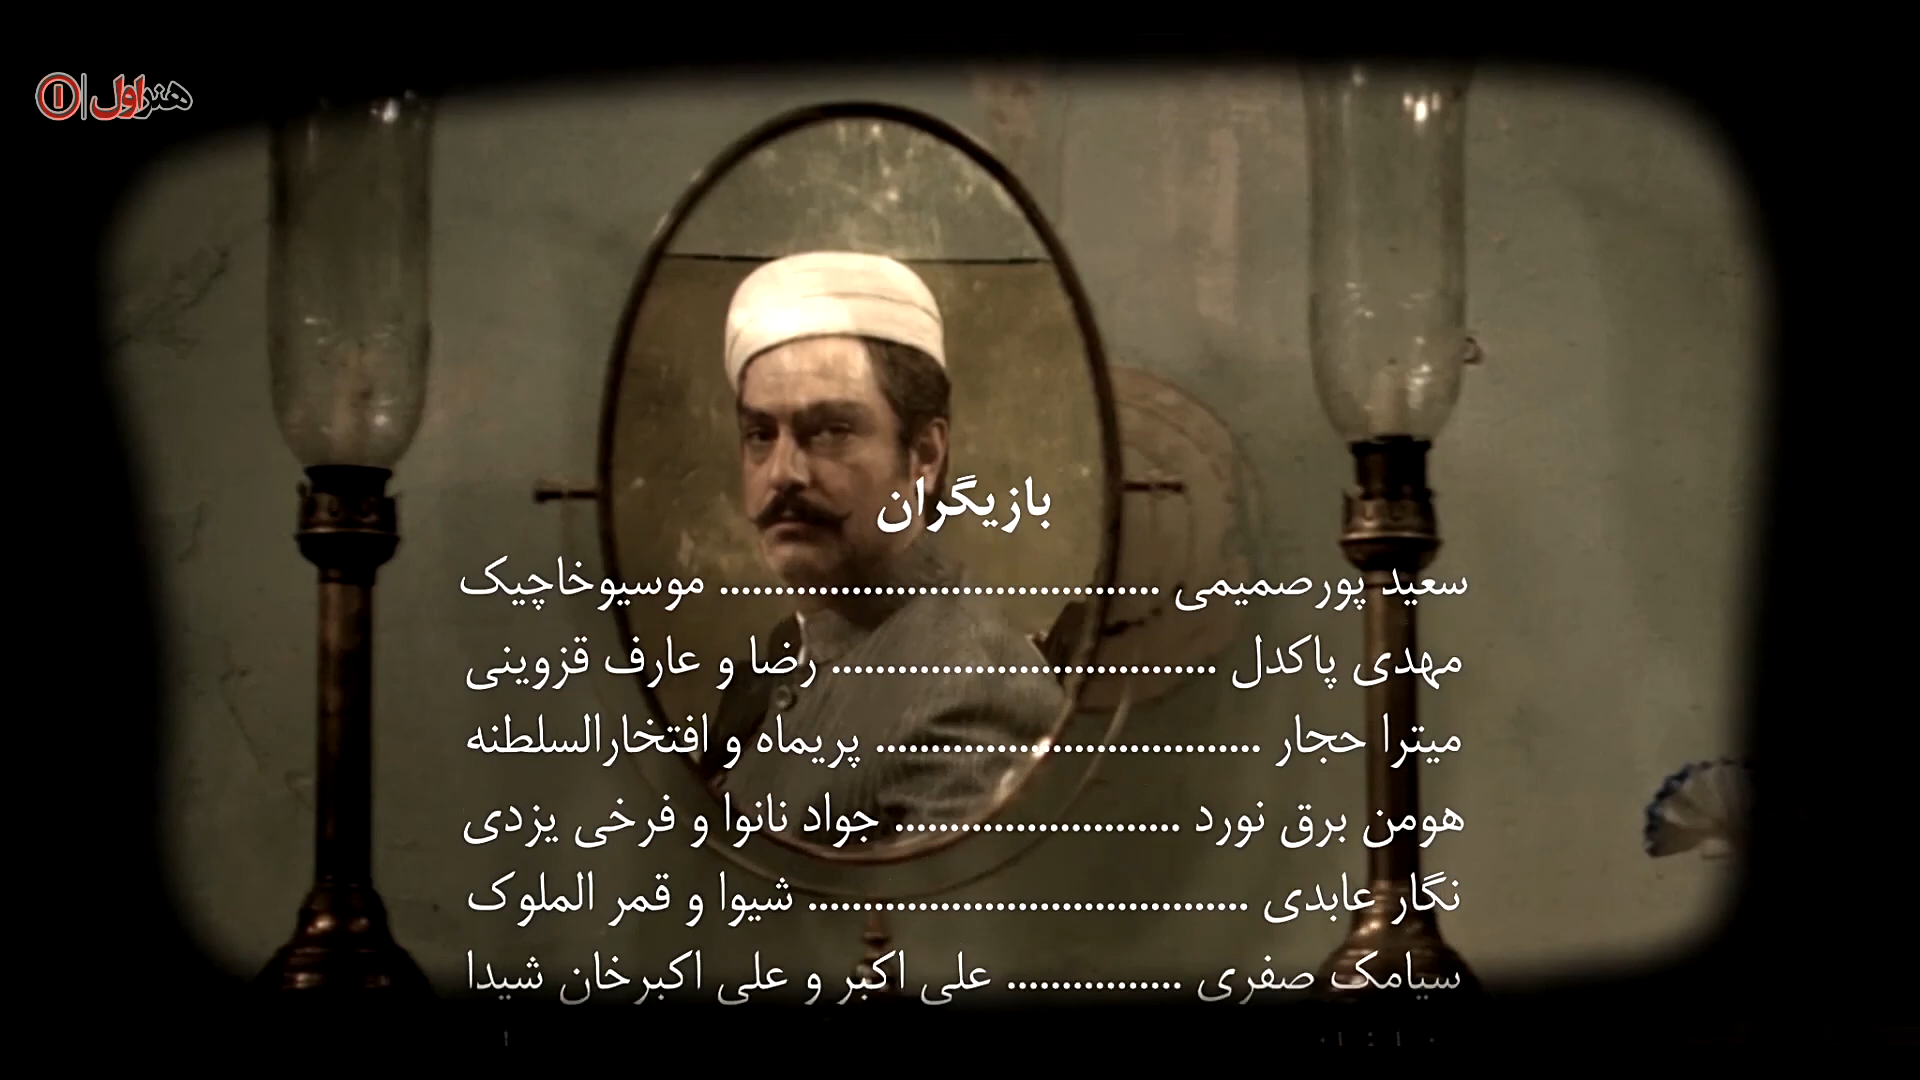 هنر اول
بازیگران
سعید پورصمیمی ........................................ موسیوخاچیک
مهدی پاکدل ................................... رضا و عارف قزوینی
میترا حجار ................................... پریماه و افتخارالسلطنه
هومن برق نورد .......................... جواد نانوا و فرخی یزدی
نگار عابدی ........................................ شیوا و قمر الملوک
سیامک صفری ................ علی اکبر و علی اکبرخان شیدا